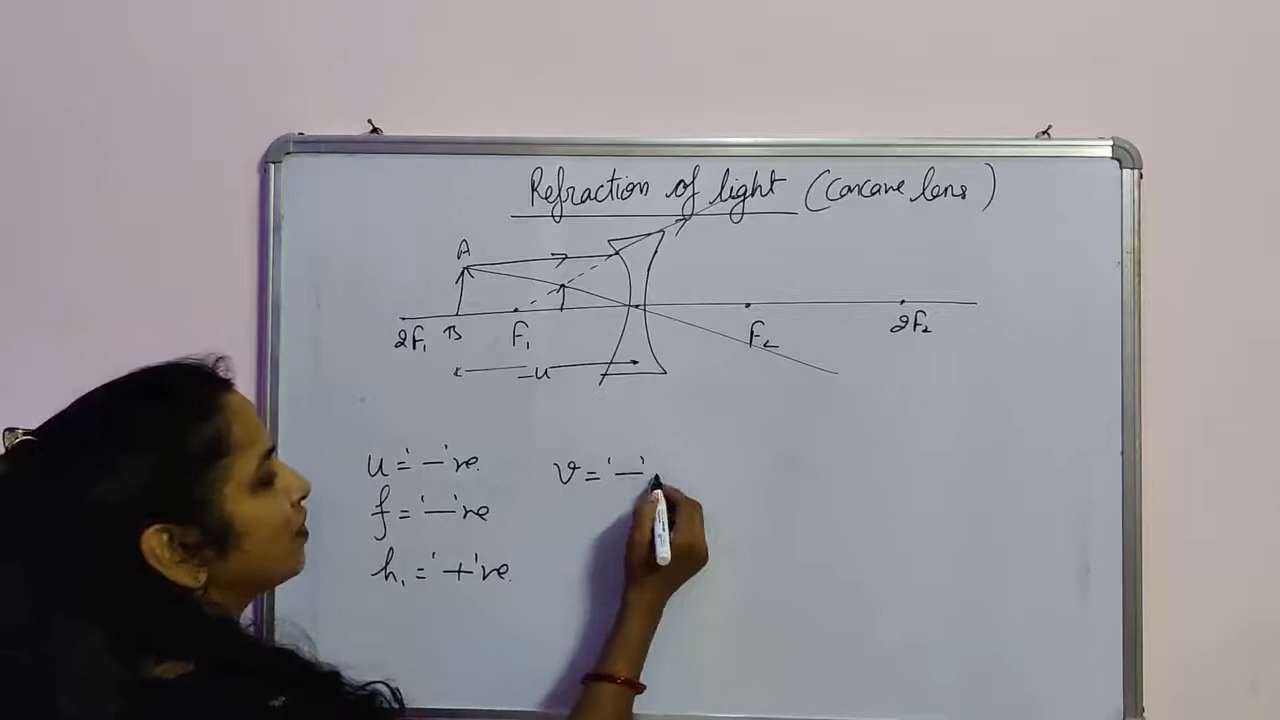 Refraction of light (Concave lens)
A
2F₁ B F₁ F₂ 2F₂
-u
u = '-'ve v = '-'
f = '-'ve
h₁ = '+'ve